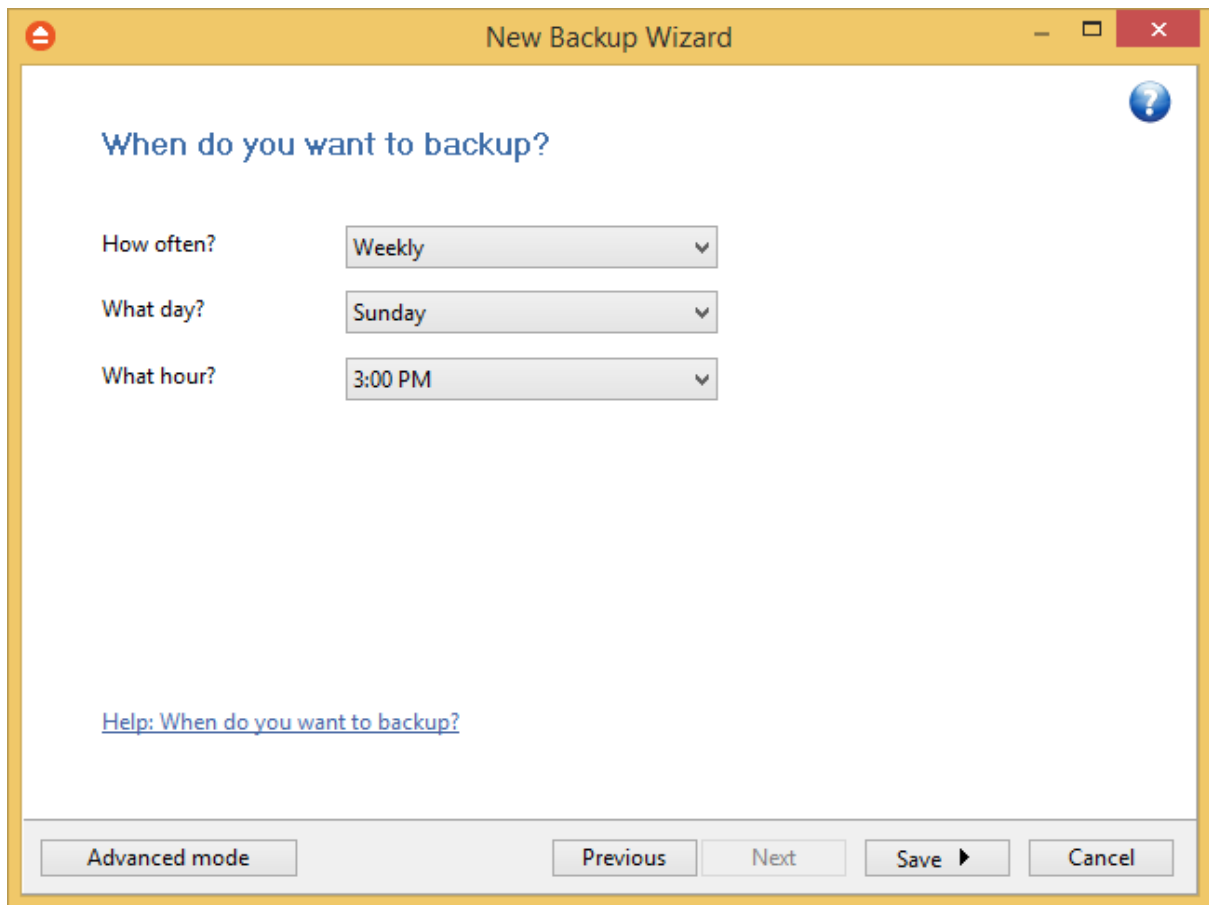 New Backup Wizard
When do you want to backup?
How often? Weekly
What day? Sunday
What hour? 3:00 PM
Help: When do you want to backup?
Advanced mode Previous Next Save Cancel